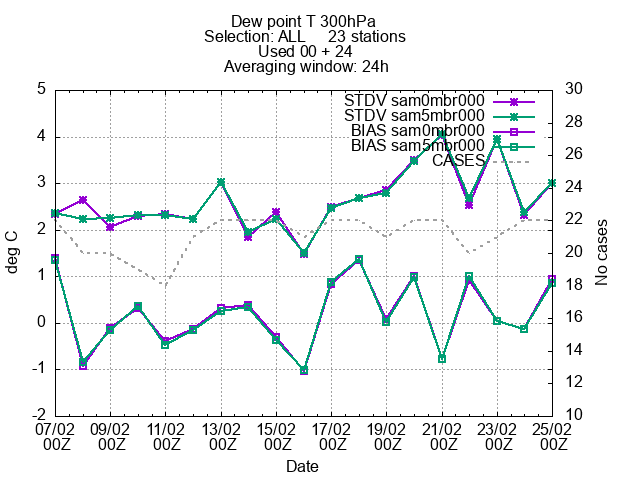 Dew point T 300hPa
Selection: ALL     23 stations
Used 00 + 24
Averaging window: 24h
5
4
3
2
1
0
-1
-2
deg C
30
28
26
24
22
20
18
16
14
12
10
No cases
STDV sam0mbr000
STDV sam5mbr000
BIAS sam0mbr000
BIAS sam5mbr000
CASES
07/02 09/02 11/02 13/02 15/02 17/02 19/02 21/02 23/02 25/02
00Z 00Z 00Z 00Z 00Z 00Z 00Z 00Z 00Z 00Z
Date